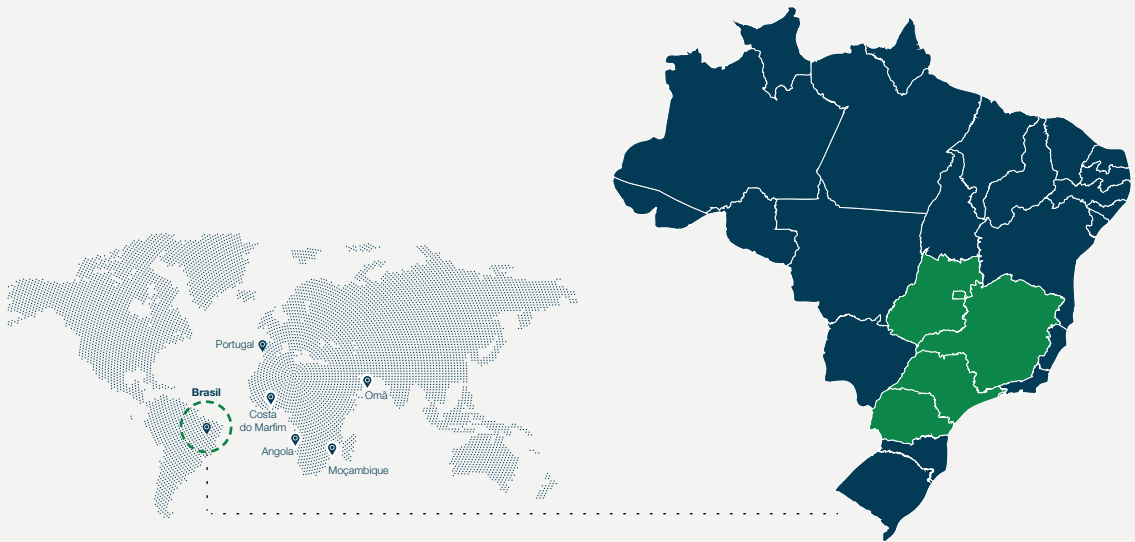 Portugal
Brasil
Omã
Costa
do Marfim
Angola
Moçambique